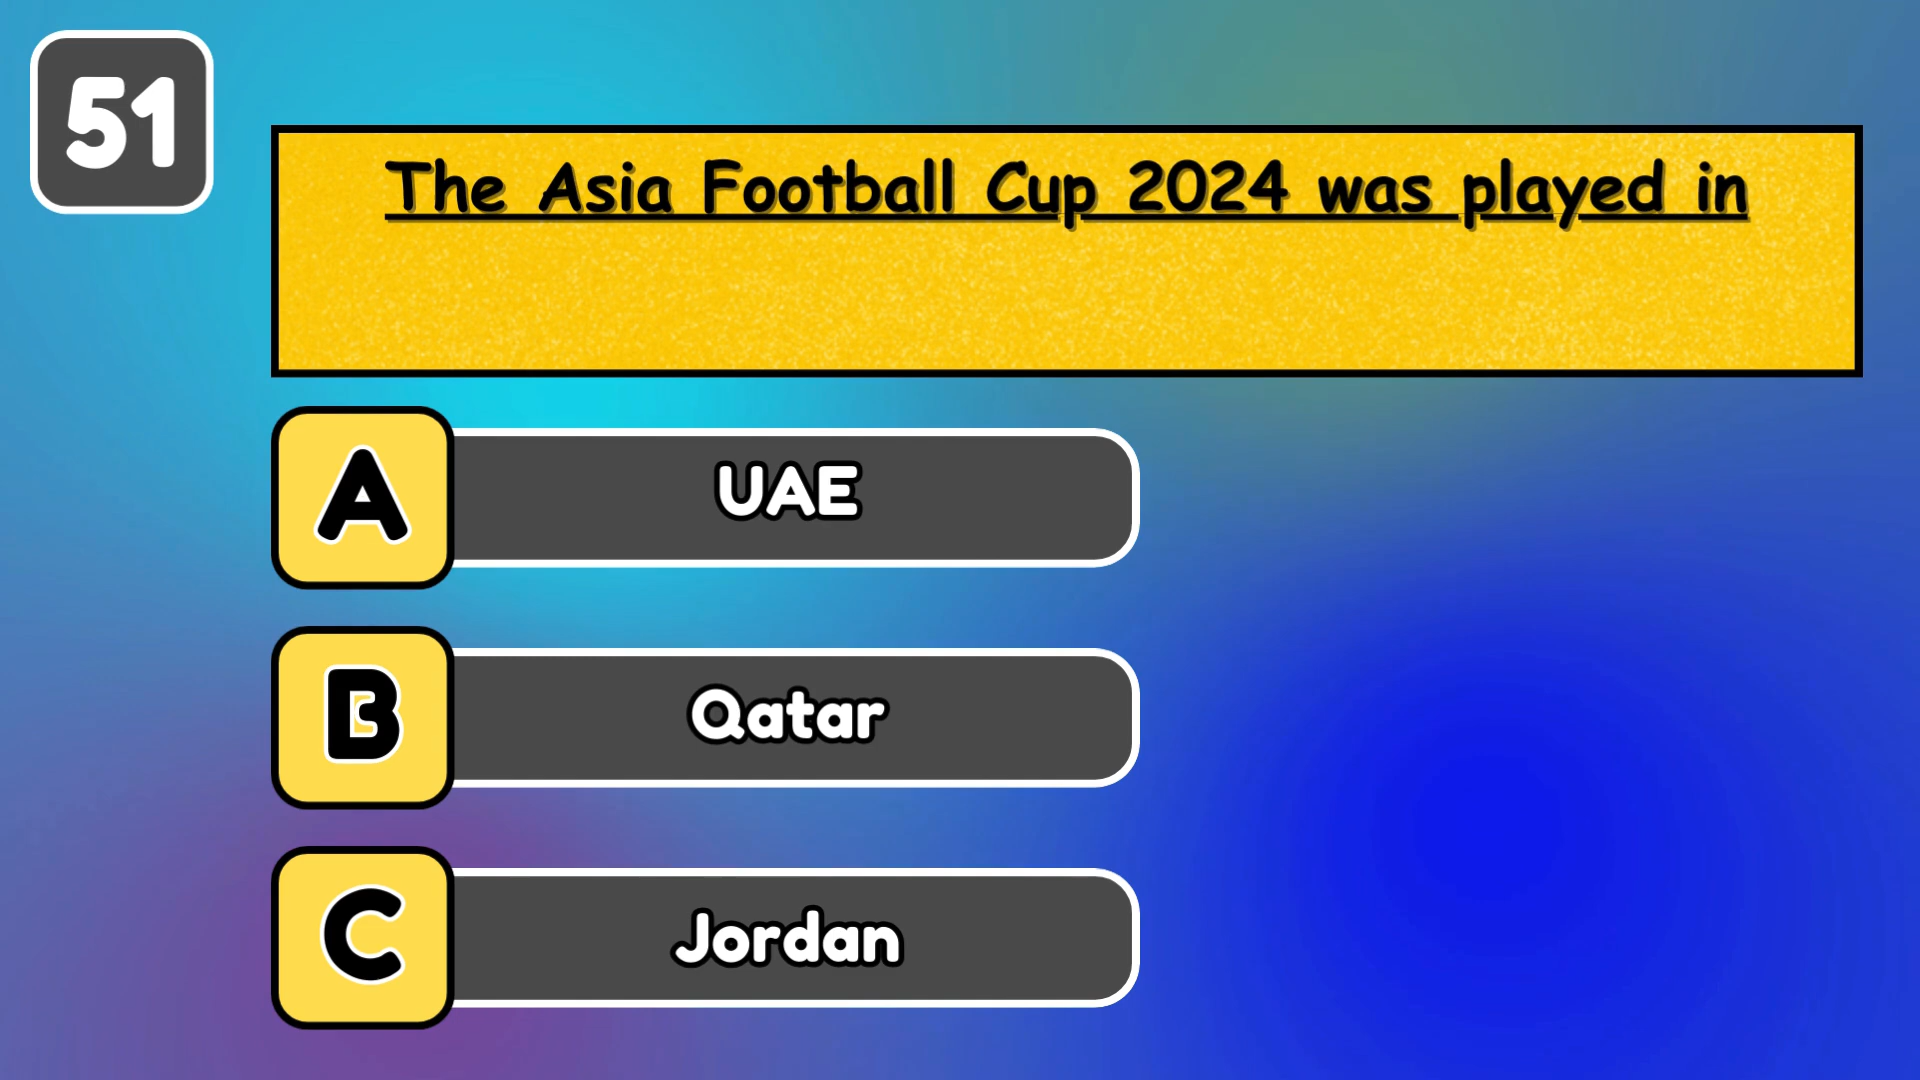 51
The Asia Football Cup 2024 was played in
A
UAE
B
Qatar
C
Jordan